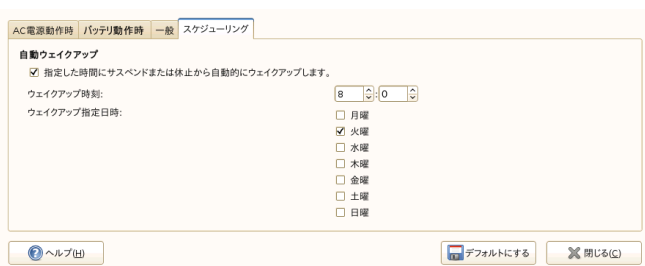 AC電源動作時 バッテリ動作時 一般 スケジューリング
自動ウェイクアップ
指定した時間にサスペンドまたは休止から自動的にウェイクアップします。
ウェイクアップ時刻: 8 : 0
ウェイクアップ指定日時: 月曜
火曜
水曜
木曜
金曜
土曜
日曜
ヘルプ(H) デフォルトにする 閉じる(C)